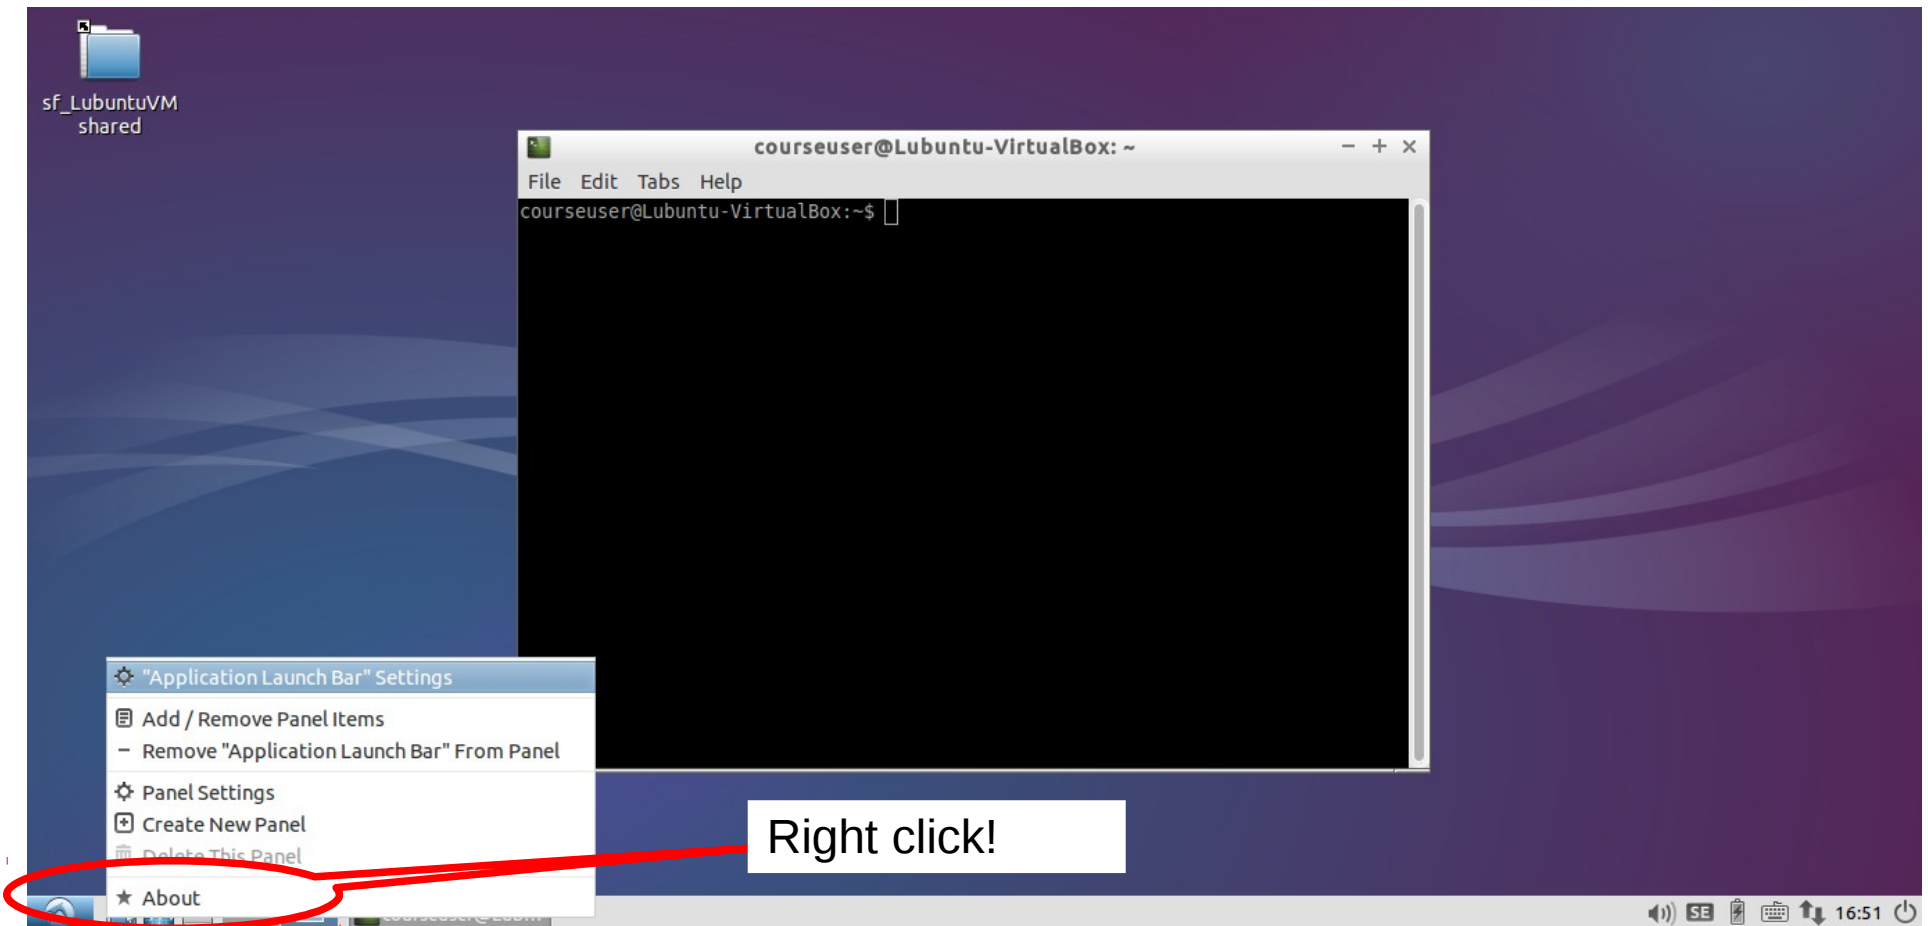 sf_LubuntuVM
shared
courseuser@Lubuntu-VirtualBox: ~
File Edit Tabs Help
courseuser@Lubuntu-VirtualBox:~$
"Application Launch Bar" Settings
Add / Remove Panel Items
Remove "Application Launch Bar" From Panel
Panel Settings
Create New Panel
Delete This Panel
About
Right click!
SE
16:51